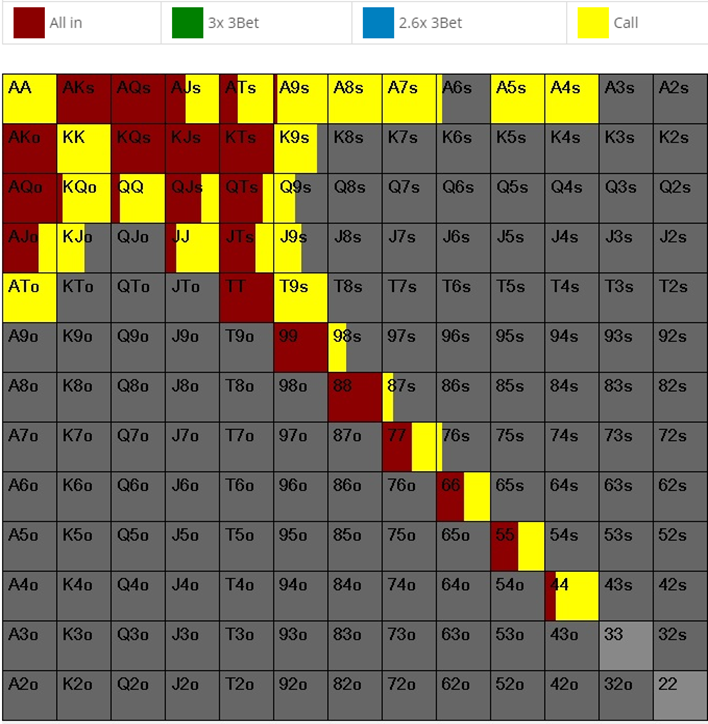 All in 3x 3Bet 2.6x 3Bet Call
AA AKs AQs AJs ATs A9s A8s A7s A6s A5s A4s A3s A2s
AKo KK KQs KJs KTs K9s K8s K7s K6s K5s K4s K3s K2s
AQo KQo QQ QJs QTs Q9s Q8s Q7s Q6s Q5s Q4s Q3s Q2s
AJo KJo QJo JJ JTs J9s J8s J7s J6s J5s J4s J3s J2s
ATo KTo QTo JTo TT T9s T8s T7s T6s T5s T4s T3s T2s
A9o K9o Q9o J9o T9o 99 98s 97s 96s 95s 94s 93s 92s
A8o K8o Q8o J8o T8o 98o 88 87s 86s 85s 84s 83s 82s
A7o K7o Q7o J7o T7o 97o 87o 77 76s 75s 74s 73s 72s
A6o K6o Q6o J6o T6o 96o 86o 76o 66 65s 64s 63s 62s
A5o K5o Q5o J5o T5o 95o 85o 75o 65o 55 54s 53s 52s
A4o K4o Q4o J4o T4o 94o 84o 74o 64o 54o 44 43s 42s
A3o K3o Q3o J3o T3o 93o 83o 73o 63o 53o 43o 33 32s
A2o K2o Q2o J2o T2o 92o 82o 72o 62o 52o 42o 32o 22